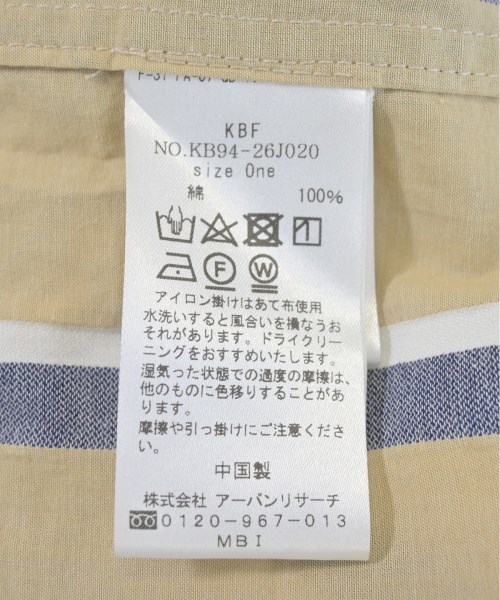 KBF
NO.KB94-26J020
size One
綿 100%
F W
アイロン掛けはあて布使用
水洗いすると風合いを損なうお
それがあります。ドライクリー
ニングをおすすめいたします。
湿気った状態での過度の摩擦は、
他のものに色移りすることがあ
ります。
摩擦や引っ掛けにご注意くださ
い。
中国製
株式会社 アーバンリサーチ
0120-967-013
MBI